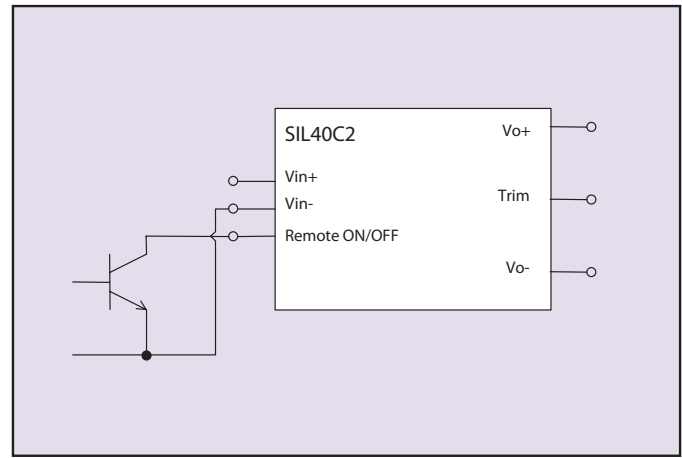 SIL40C2
Vo+
Vin+
Vin-
Trim
Remote ON/OFF
Vo-